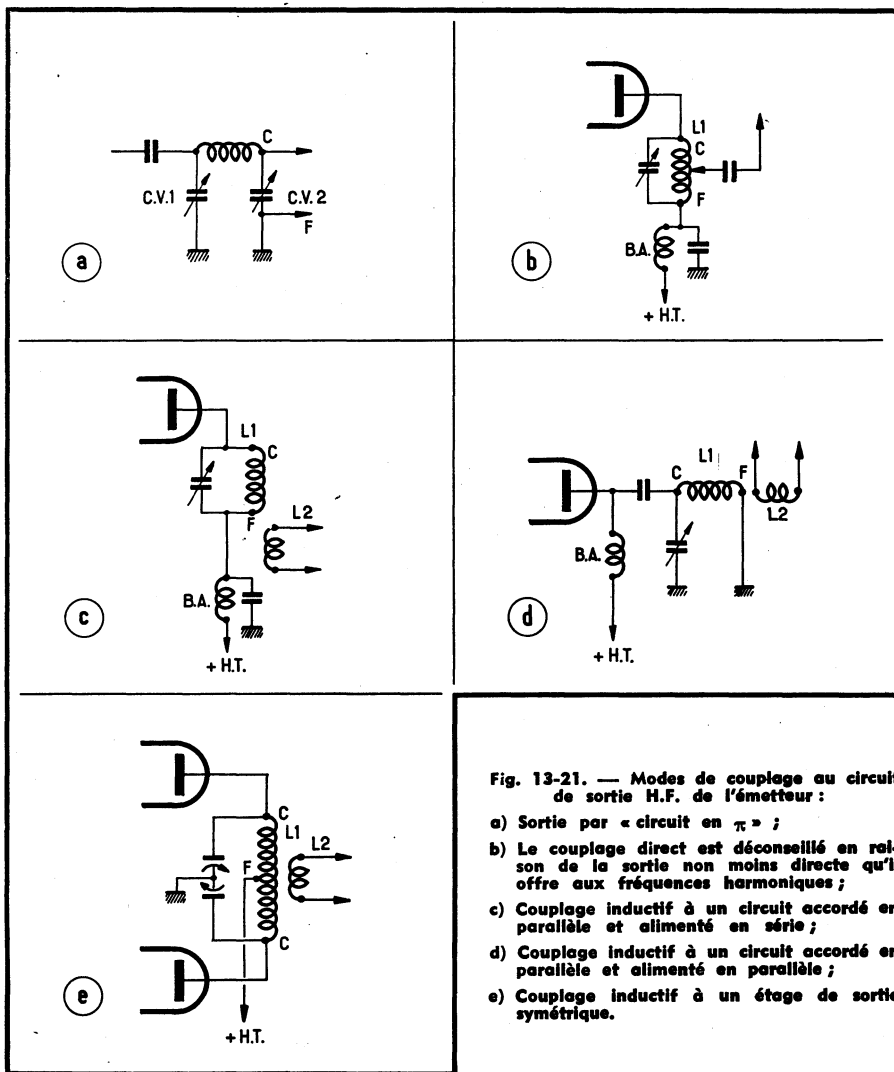 C
C.V.1
C.V.2
F
a
L1
C
F
B.A.
+ H.T.
b
L1
C
F
L2
B.A.
+ H.T.
c
C
L1
F
L2
B.A.
+ H.T.
d
C
L1
L2
F
C
+ H.T.
e
Fig. 13-21. — Modes de couplage au circuit
de sortie H.F. de l'émetteur :
a) Sortie par « circuit en π » ;
b) Le couplage direct est déconseillé en rai-
son de la sortie non moins directe qu'i
offre aux fréquences harmoniques ;
c) Couplage inductif à un circuit accordé en
parallèle et alimenté en série ;
d) Couplage inductif à un circuit accordé en
parallèle et alimenté en parallèle ;
e) Couplage inductif à un étage de sortie
symétrique.